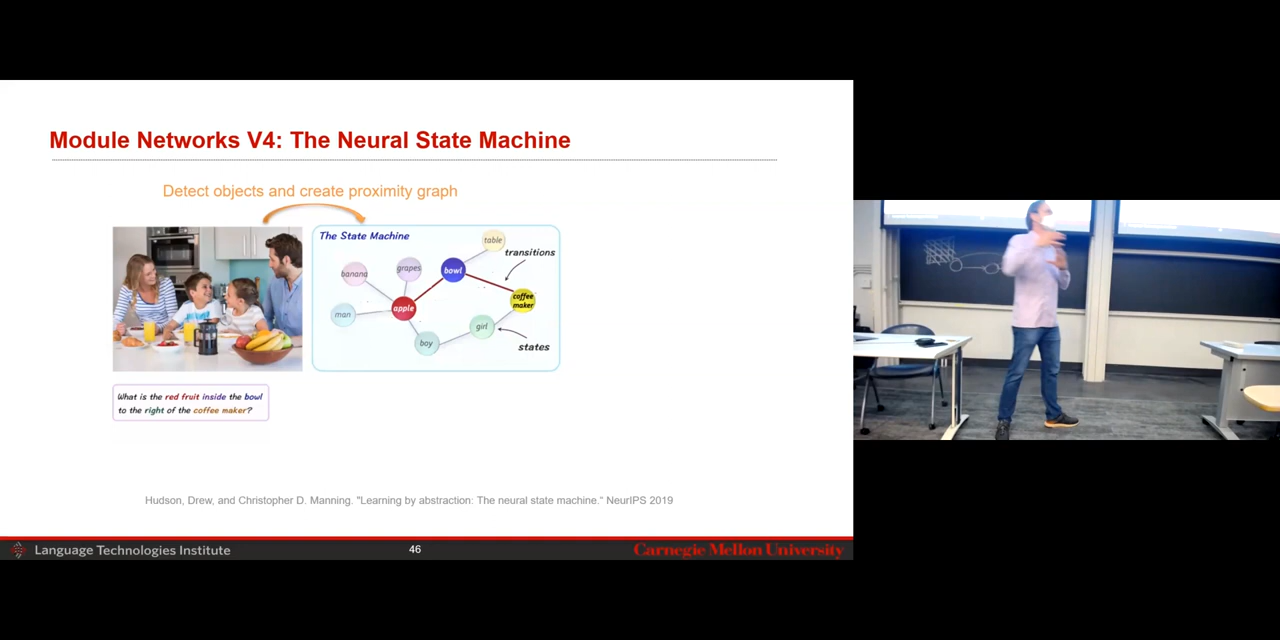 Module Networks V4: The Neural State Machine
Detect objects and create proximity graph
The State Machine
table
transitions
banana
grapes
bowl
coffee
maker
man
apple
girl
boy
states
What is the red fruit inside the bowl
to the right of the coffee maker?
Hudson, Drew, and Christopher D. Manning. "Learning by abstraction: The neural state machine." NeurIPS 2019
Language Technologies Institute
46
Carnegie Mellon University